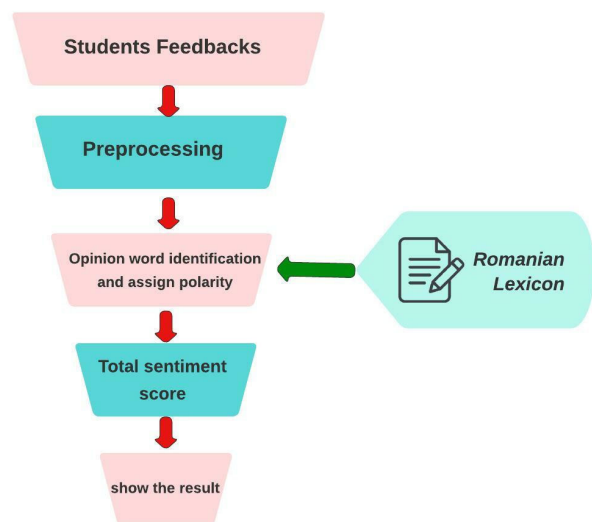 Students Feedbacks
Preprocessing
Opinion word identification
and assign polarity
Romanian
Lexicon
Total sentiment
score
show the result